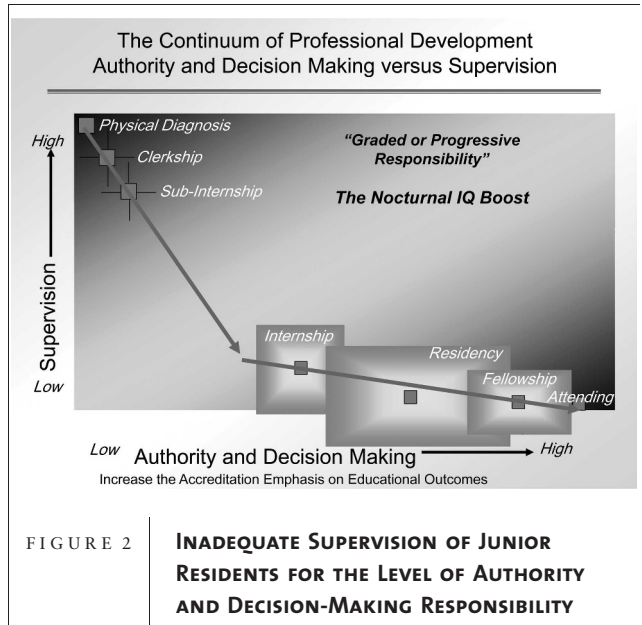 The Continuum of Professional Development
Authority and Decision Making versus Supervision
High
Supervision
Low
Physical Diagnosis
Clerkship
Sub-Internship
“Graded or Progressive
Responsibility”
The Nocturnal IQ Boost
Internship
Residency
Fellowship
Attending
Low
Authority and Decision Making
High
Increase the Accreditation Emphasis on Educational Outcomes
FIGURE 2
INADEQUATE SUPERVISION OF JUNIOR
RESIDENTS FOR THE LEVEL OF AUTHORITY
AND DECISION-MAKING RESPONSIBILITY